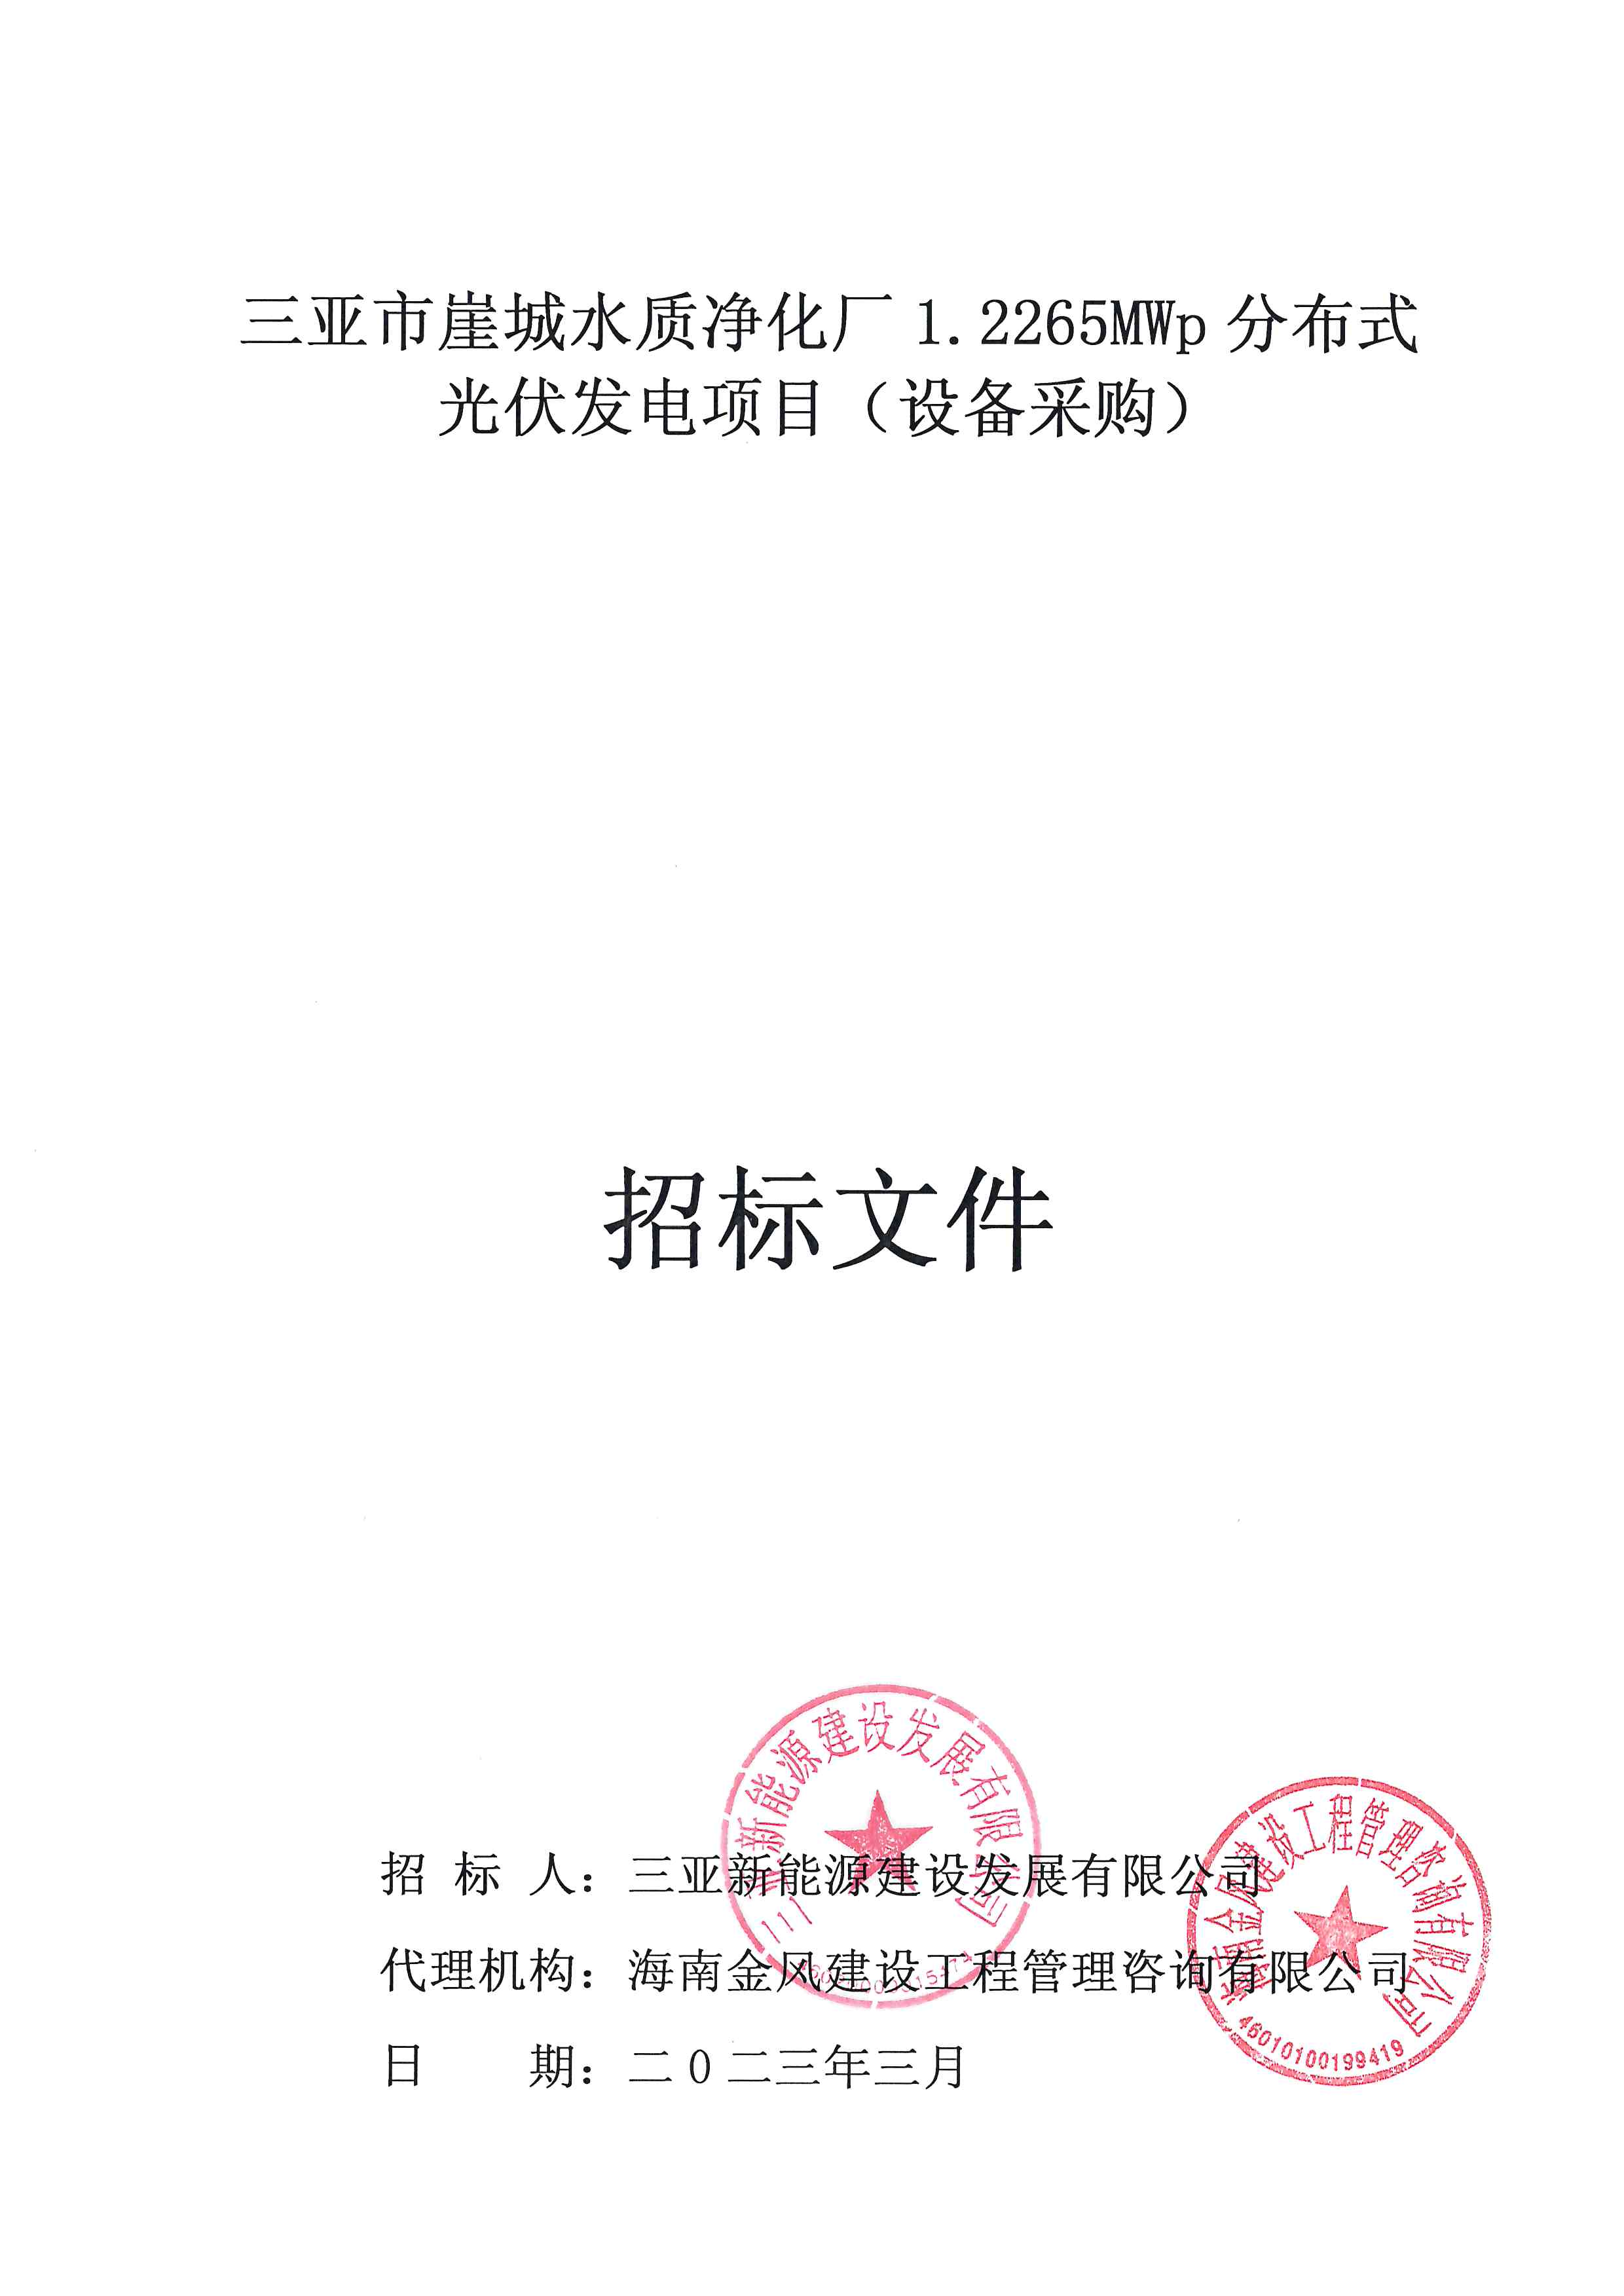 三亚市崖城水质净化厂 1.2265MWp 分布式
光伏发电项目（设备采购）
招标文件
三亚新能源建设发展有限公司
海南金风建设工程管理咨询有限公司
46010100199419
招 标 人：三亚新能源建设发展有限公司
代理机构：海南金风建设工程管理咨询有限公司
日 期：二0二三年三月